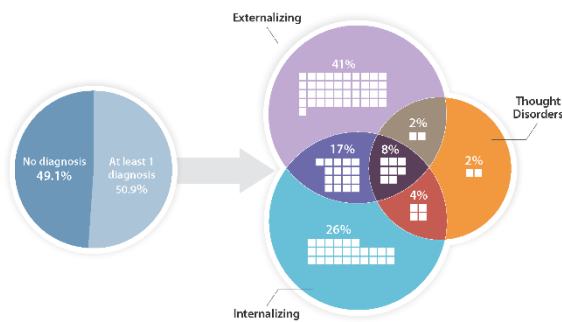 Externalizing
41%
Thought
Disorders
2%
No diagnosis
49.1%
At least 1
diagnosis
50.9%
17%
8%
2%
4%
26%
Internalizing